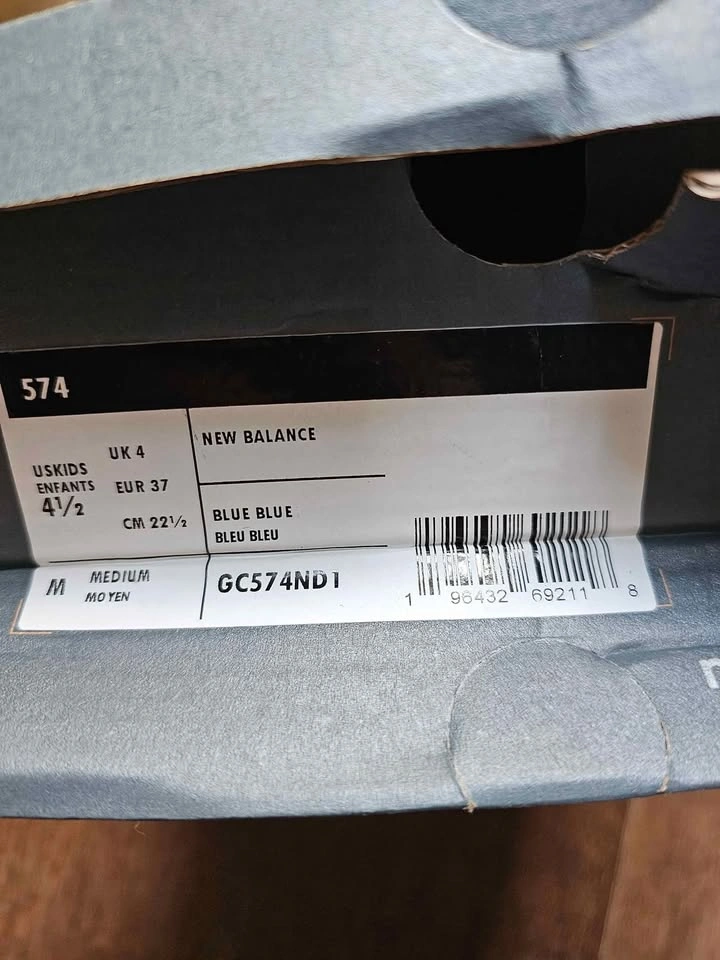 574
USKIDS
ENFANTS
4½
UK 4
EUR 37
CM 22½
NEW BALANCE
BLUE BLUE
BLEU BLEU
M
MEDIUM
MOYEN
GC574ND1
1 96432 69211 8